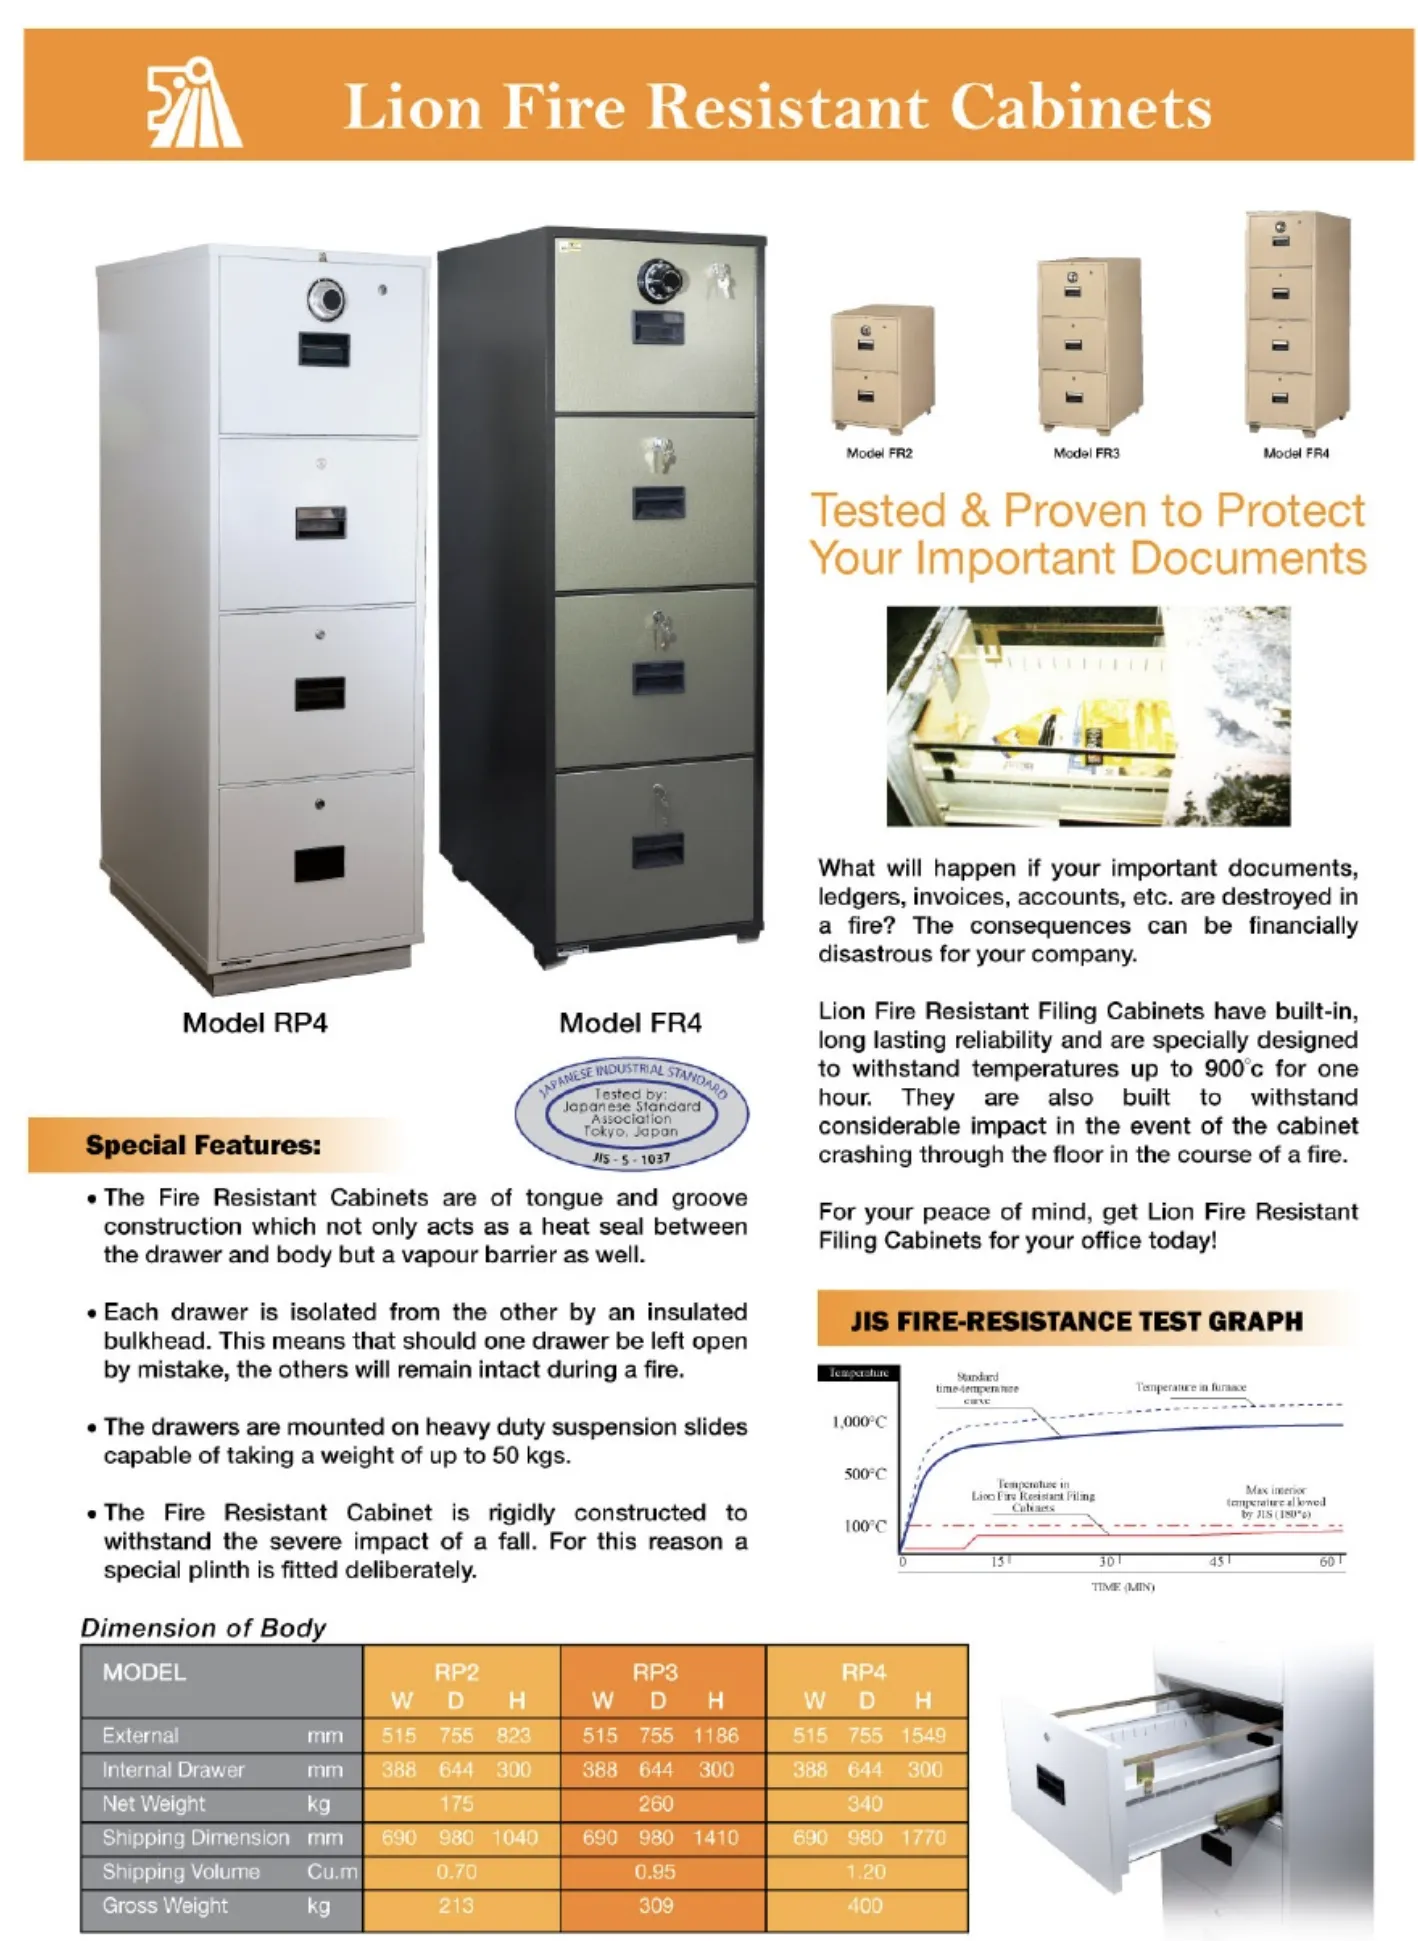 Lion Fire Resistant Cabinets
Model FR2
Model FR3
Model FR4
Tested & Proven to Protect
Your Important Documents
What will happen if your important documents,
ledgers, invoices, accounts, etc. are destroyed in
a fire? The consequences can be financially
disastrous for your company.
Lion Fire Resistant Filing Cabinets have built-in,
long lasting reliability and are specially designed
to withstand temperatures up to 900°c for one
hour. They are also built to withstand
considerable impact in the event of the cabinet
crashing through the floor in the course of a fire.
For your peace of mind, get Lion Fire Resistant
Filing Cabinets for your office today!
Model RP4
Model FR4
JAPANESE INDUSTRIAL STANDARD
Tested by:
Japanese Standard
Association
Tokyo, Japan
JIS - S - 1037
Special Features:
• The Fire Resistant Cabinets are of tongue and groove
construction which not only acts as a heat seal between
the drawer and body but a vapour barrier as well.
• Each drawer is isolated from the other by an insulated
bulkhead. This means that should one drawer be left open
by mistake, the others will remain intact during a fire.
• The drawers are mounted on heavy duty suspension slides
capable of taking a weight of up to 50 kgs.
• The Fire Resistant Cabinet is rigidly constructed to
withstand the severe impact of a fall. For this reason a
special plinth is fitted deliberately.
JIS FIRE-RESISTANCE TEST GRAPH
Temperature
Standard
time-temperature
curve
Temperature in furnace
1,000°C
500°C
100°C
Temperature in
Lion Fire Resistant Filing
Cabinets
Max interior
temperature allowed
by JIS (180°c)
0 15 30 45 60
TIME (MIN)
Dimension of Body
MODEL RP2 RP3 RP4
W D H W D H W D H
External mm 515 755 823 515 755 1186 515 755 1549
Internal Drawer mm 388 644 300 388 644 300 388 644 300
Net Weight kg 175 260 340
Shipping Dimension mm 690 980 1040 690 980 1410 690 980 1770
Shipping Volume Cu.m 0.70 0.95 1.20
Gross Weight kg 213 309 400